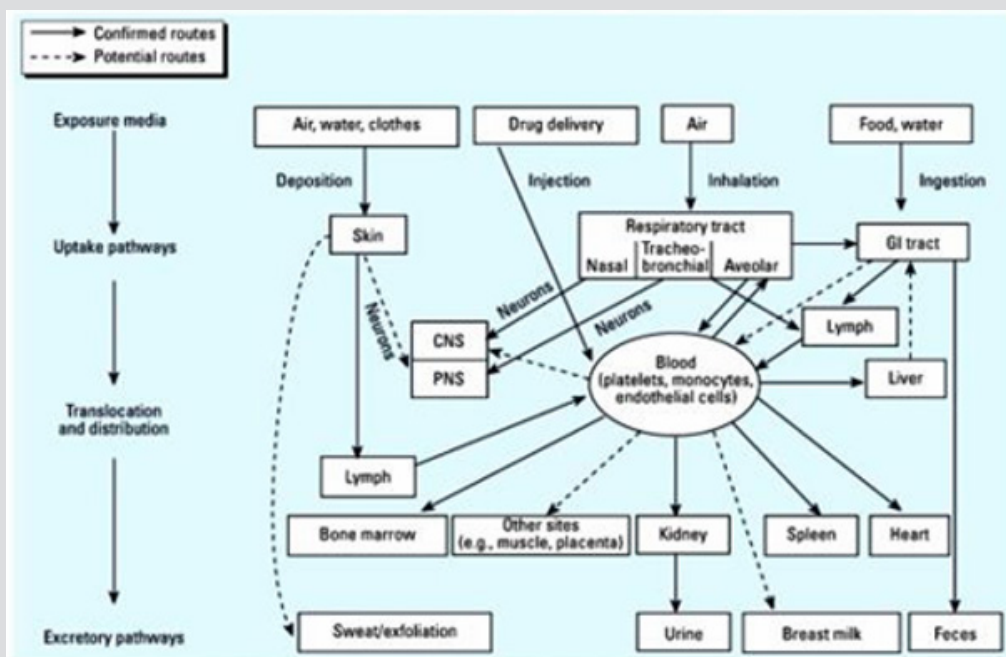 Confirmed routes
Potential routes
Exposure media
Air, water, clothes
Drug delivery
Air
Food, water
Deposition
Injection
Inhalation
Ingestion
Uptake pathways
Skin
Respiratory tract
Nasal
Tracheo-
bronchial
Aveolar
GI tract
Neurons
Neurons
Neurons
CNS
PNS
Lymph
Blood
(platelets, monocytes,
endothelial cells)
Liver
Translocation
and distribution
Lymph
Bone marrow
Other sites
(e.g., muscle, placenta)
Kidney
Spleen
Heart
Excretory pathways
Sweat/exfoliation
Urine
Breast milk
Feces